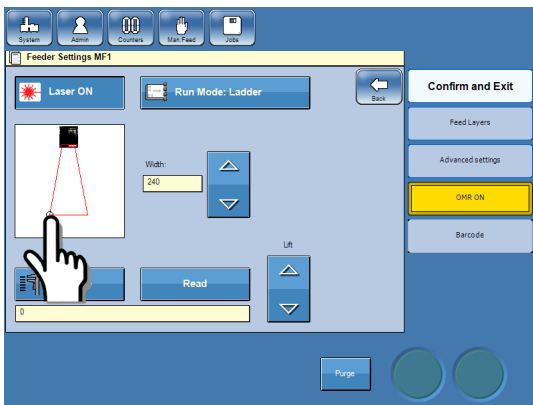 System
Admin
Counters
Man.Feed
Jobs
Feeder Settings MF1
Laser ON
Run Mode: Ladder
Back
Confirm and Exit
Feed Layers
Advanced settings
OMR ON
Barcode
Width:
240
Lift
Read
0
Purge